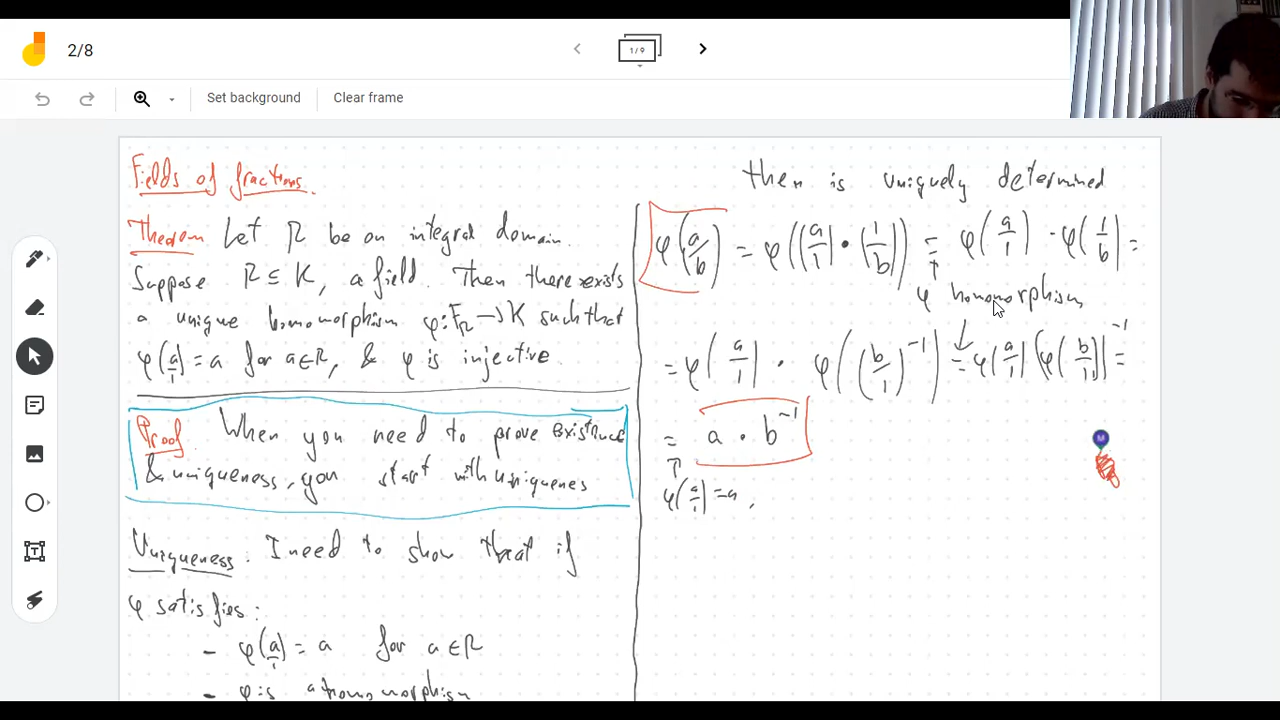 2/8
1/9
Set background
Clear frame
Fields of fractions.
Theorem Let R be an integral domain.
Suppose R ⊆ K, a field. Then there exists
a unique homomorphism φ: F_R → K such that
φ(a/1) = a for a∈R, & φ is injective.
Proof When you need to prove existence
& uniqueness, you start with uniqueness
Uniqueness: I need to show that if
φ satisfies:
- φ(a/1) = a for a∈R
- φ is a homomorphism
then is uniquely determined
φ(a/b) = φ((a/1)•(1/b)) = φ(a/1) · φ(1/b) =
↑
φ homomorphism
= φ(a/1) · φ((b/1)^-1) = φ(a/1)(φ(b/1))^-1 =
= a · b^-1
↑
φ(a/1) = a,
M